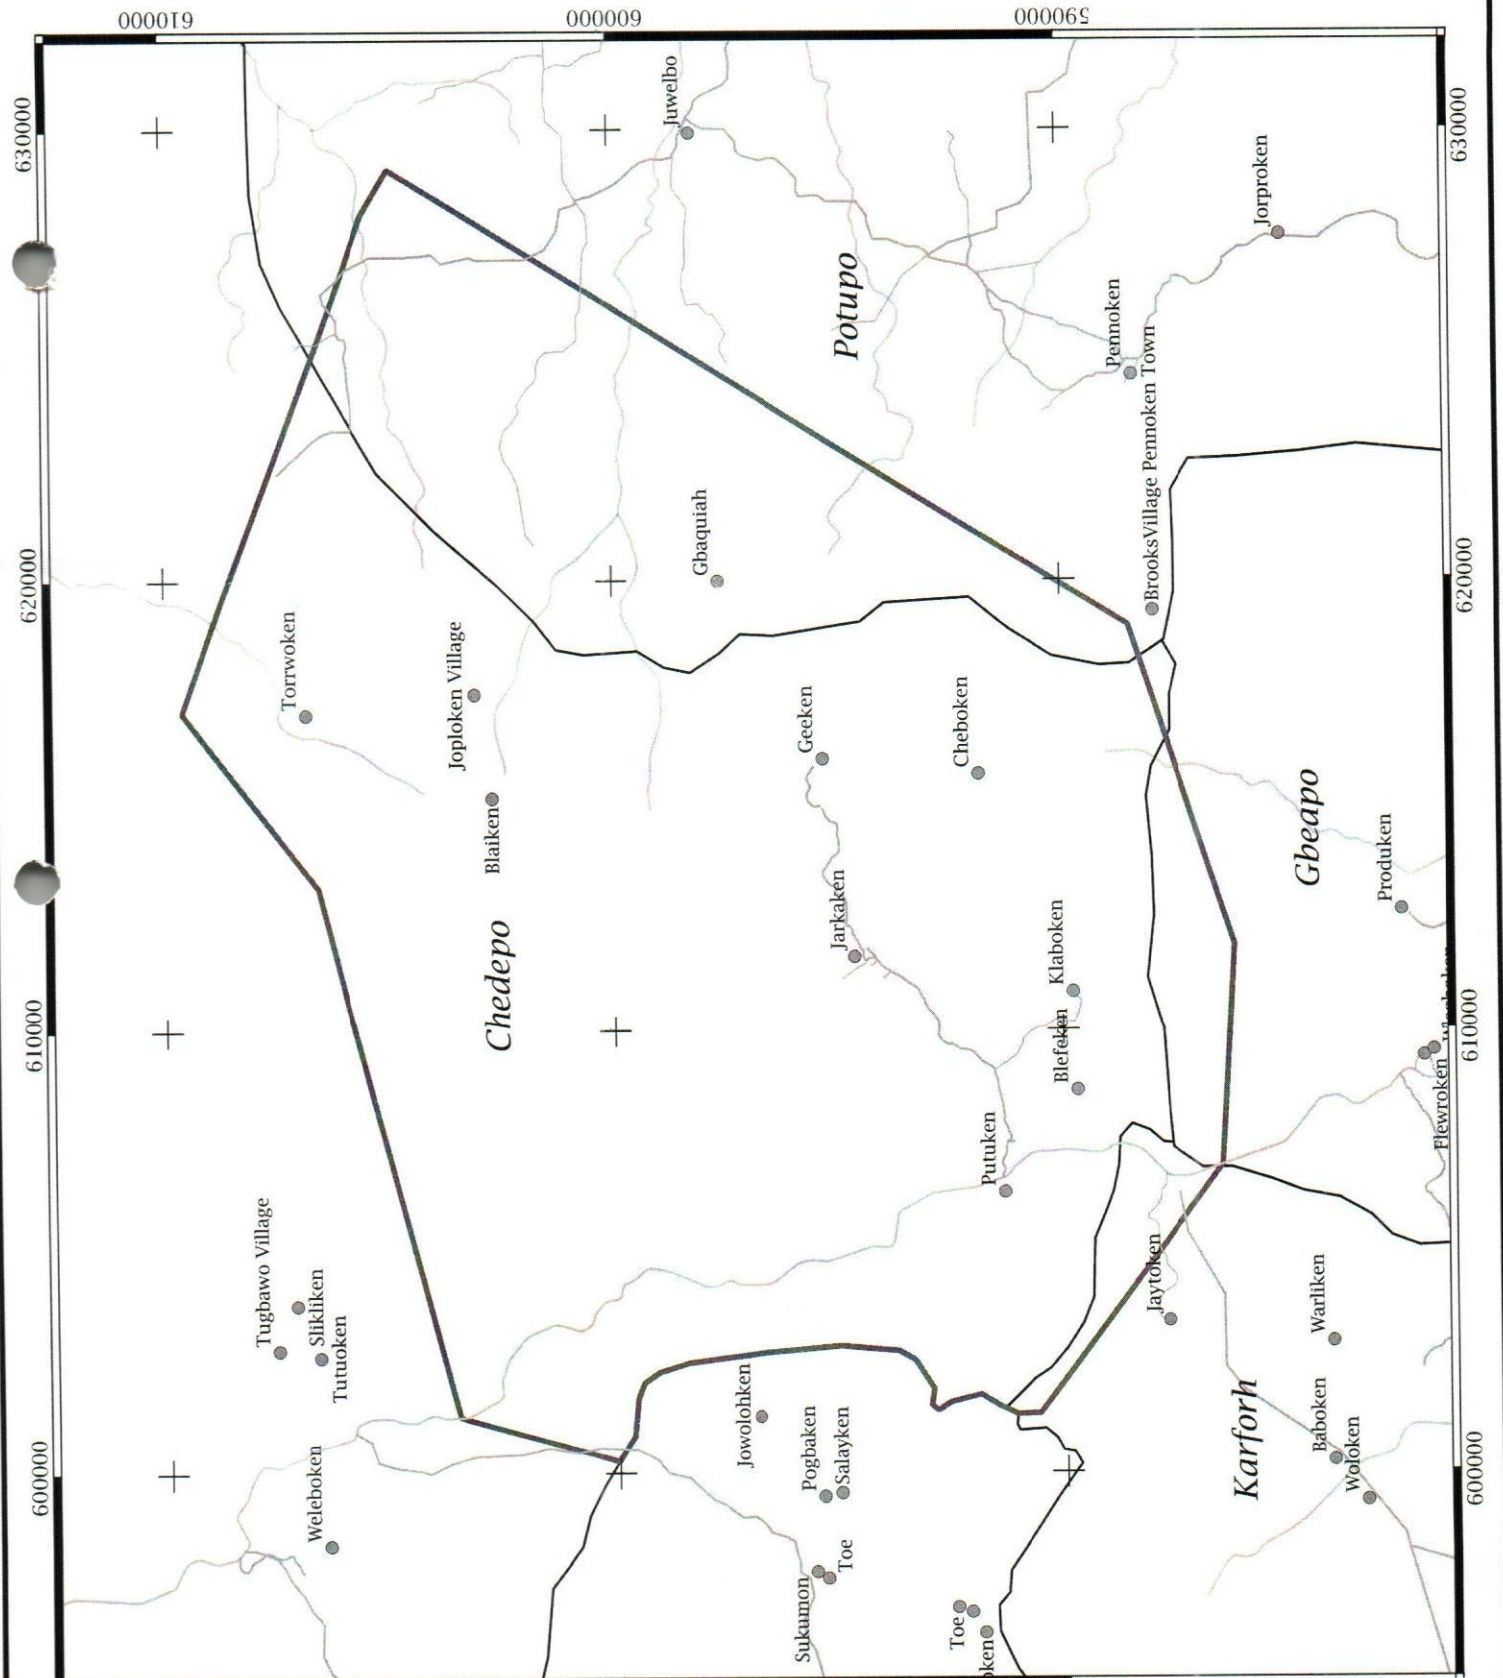 610000
600000
590000
630000
630000
Juwelbo
Jorproken
Potupo
Pennoken
BrooksVillage Pennoken Town
Gbaquiah
620000
620000
Torrwoken
Joploken Village
Geeken
Cheboken
Blaiken
Gbeapo
Produken
Jarkaken
Klaboken
Chedepo
610000
610000
Blefeken
Flewroken
Putuken
Tugbawo Village
Slikliken
Tutuoken
Jaytoken
Warliken
Jowolohken
Pogbaken
Salayken
Karforh
Baboken
Woloken
600000
600000
Weleboken
Sukumon
Toe
Toe